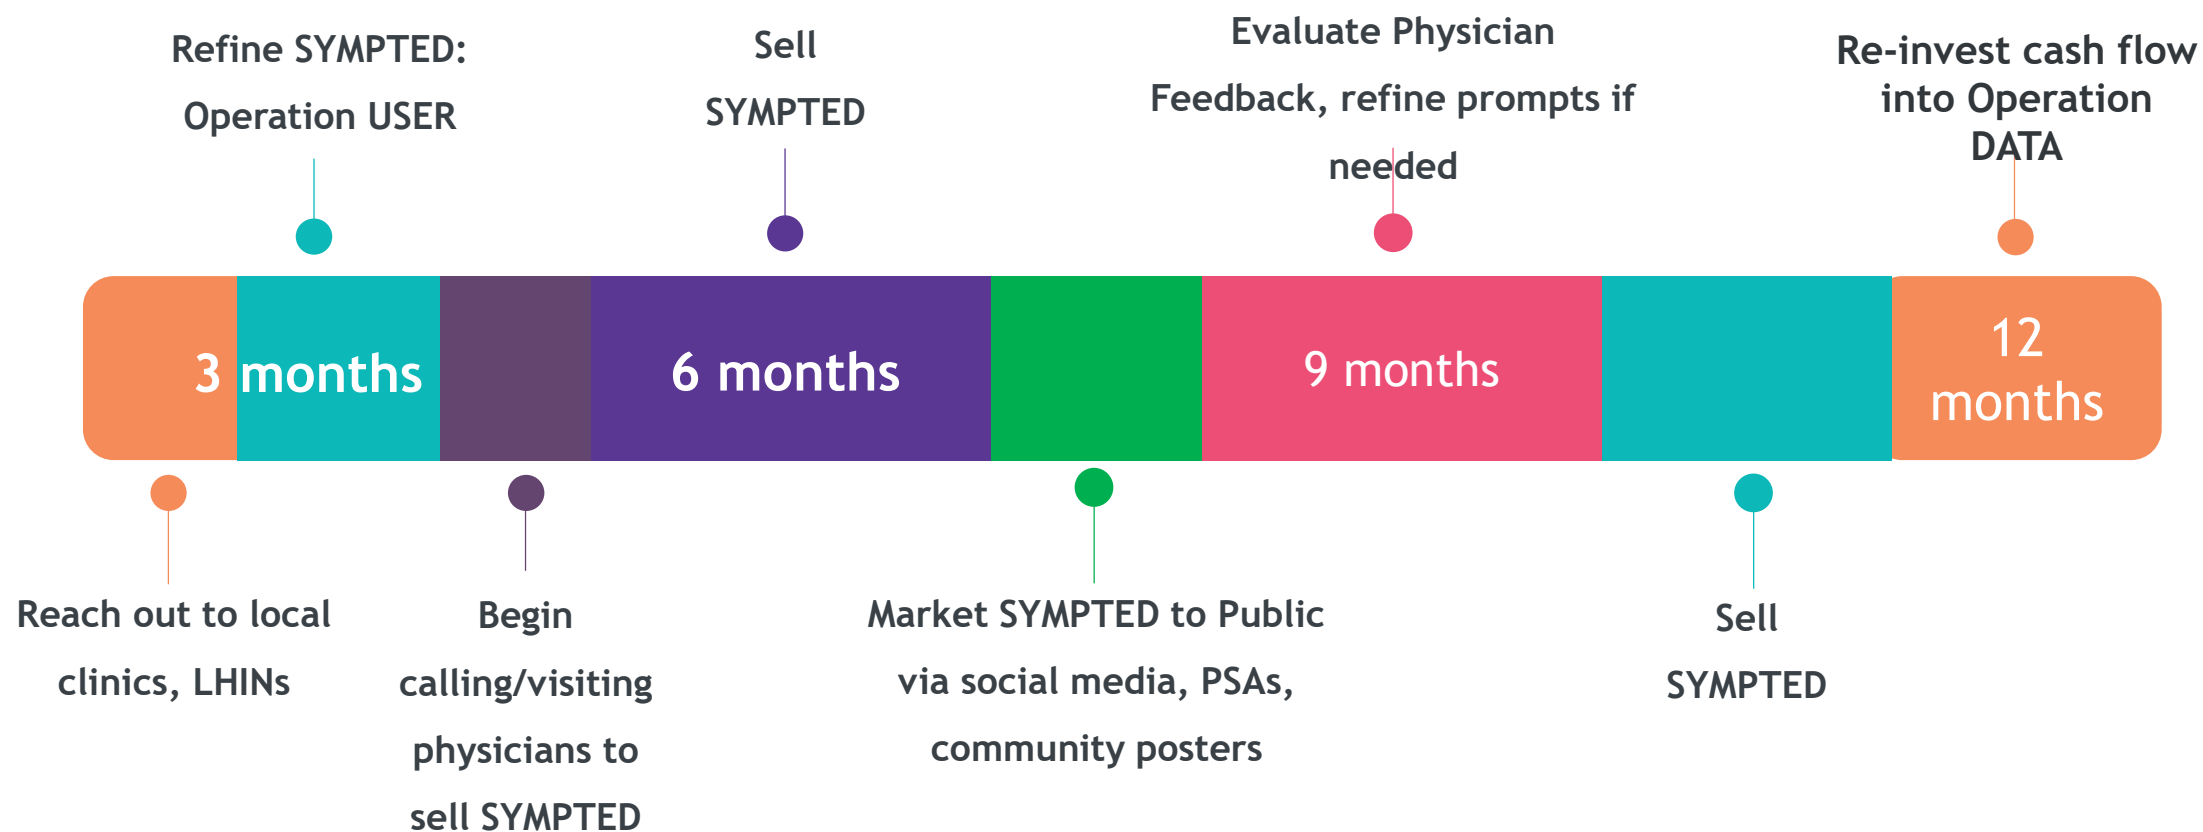 Refine SYMPTED:
Operation USER
Sell
SYMPTED
Evaluate Physician
Feedback, refine prompts if
needed
Re-invest cash flow
into Operation
DATA
3 months
6 months
9 months
12
months
Reach out to local
clinics, LHINs
Begin
calling/visiting
physicians to
sell SYMPTED
Market SYMPTED to Public
via social media, PSAs,
community posters
Sell
SYMPTED